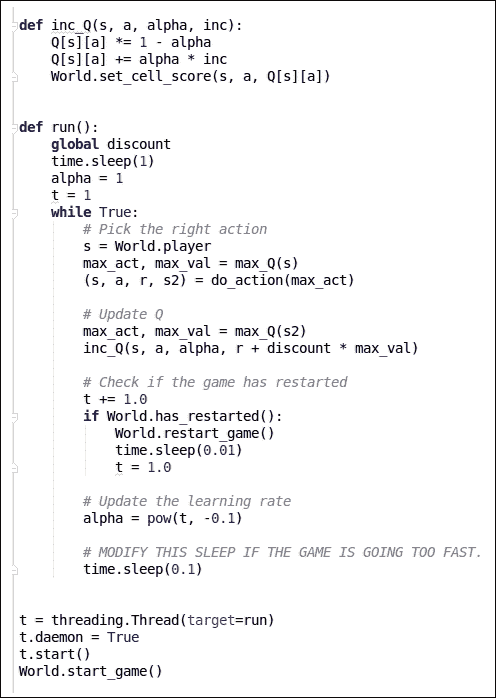 def inc_Q(s, a, alpha, inc):
    Q[s][a] *= 1 - alpha
    Q[s][a] += alpha * inc
    World.set_cell_score(s, a, Q[s][a])
def run():
    global discount
    time.sleep(1)
    alpha = 1
    t = 1
    while True:
        # Pick the right action
        s = World.player
        max_act, max_val = max_Q(s)
        (s, a, r, s2) = do_action(max_act)
        # Update Q
        max_act, max_val = max_Q(s2)
        inc_Q(s, a, alpha, r + discount * max_val)
        # Check if the game has restarted
        t += 1.0
        if World.has_restarted():
            World.restart_game()
            time.sleep(0.01)
            t = 1.0
        # Update the learning rate
        alpha = pow(t, -0.1)
        # MODIFY THIS SLEEP IF THE GAME IS GOING TOO FAST.
        time.sleep(0.1)
t = threading.Thread(target=run)
t.daemon = True
t.start()
World.start_game()